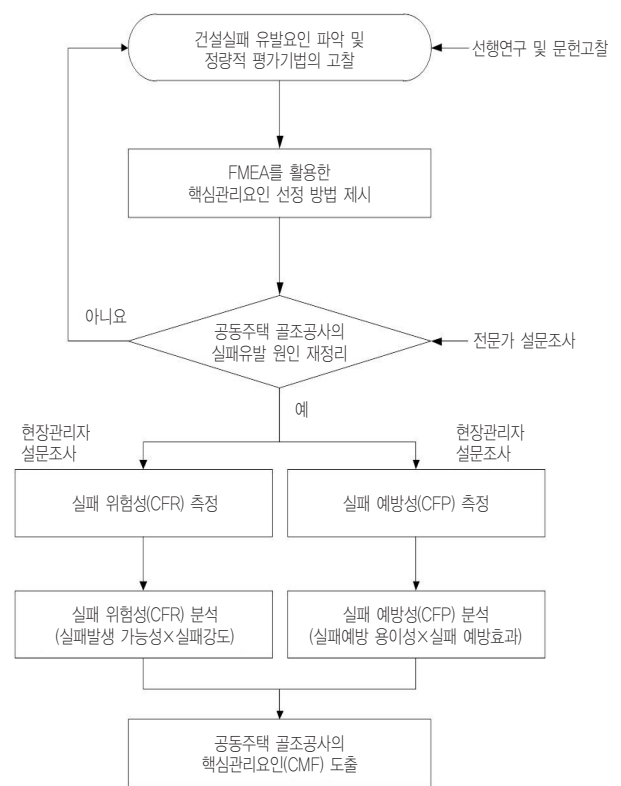 건설실패 유발요인 파악 및
정량적 평가기법의 고찰
선행연구 및 문헌고찰
FMEA를 활용한
핵심관리요인 선정 방법 제시
아니요
공동주택 골조공사의
실패유발 원인 재정리
전문가 설문조사
예
현장관리자
설문조사
현장관리자
설문조사
실패 위험성(CFR) 측정
실패 예방성(CFP) 측정
실패 위험성(CFR) 분석
(실패발생 가능성×실패강도)
실패 예방성(CFP) 분석
(실패예방 용이성×실패 예방효과)
공동주택 골조공사의
핵심관리요인(CMF) 도출